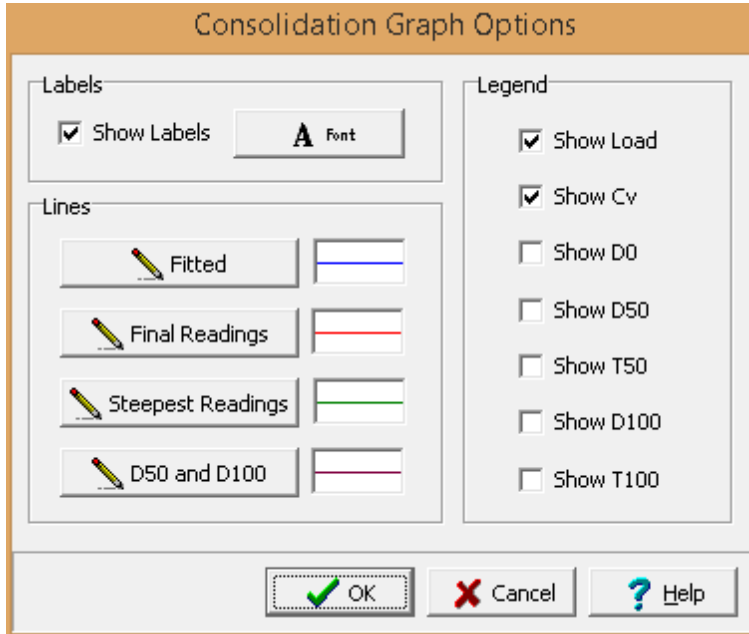 Consolidation Graph Options
Labels
Show Labels
A Font
Lines
Fitted
Final Readings
Steepest Readings
D50 and D100
Legend
Show Load
Show Cv
Show D0
Show D50
Show T50
Show D100
Show T100
OK
Cancel
? Help